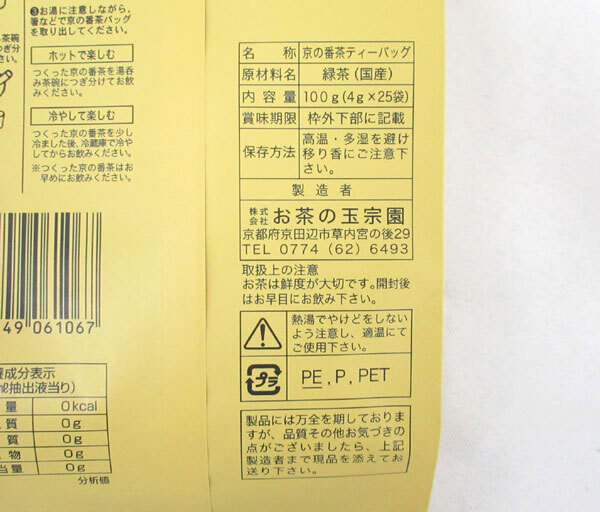 ❸お湯に注意しながら、
箸などで京の番茶バッグ
を取り出してください。
茶碗
つぎ分
い。
ホットで楽しむ
つくった京の番茶を湯呑
み茶碗につぎ分けてお飲
みください。
冷やして楽しむ
つくった京の番茶を少し
冷ました後、冷蔵庫で冷や
してからお飲みください。
※つくった京の番茶はお
早めにお飲みください。
49 061067
養成分表示
ml抽出液当り)
量 0kcal
質 0g
質 0g
物 0g
当量 0g
分析値
名称 京の番茶ティーバッグ
原材料名 緑茶(国産)
内容量 100g(4g×25袋)
賞味期限 枠外下部に記載
保存方法 高温・多湿を避け
移り香にご注意下
さい。
製造者
株式会社 お茶の玉宗園
京都府京田辺市草内宮の後29
TEL 0774 (62) 6493
取扱上の注意
お茶は鮮度が大切です。開封後
はお早目にお飲み下さい。
熱湯でやけどをしない
よう注意し、適温にて
ご使用下さい。
プラ
PE, P, PET
製品には万全を期しております
ますが、品質その他お気づきの
点がございましたら、上記
製造者まで現品を添えてお
送り下さい。